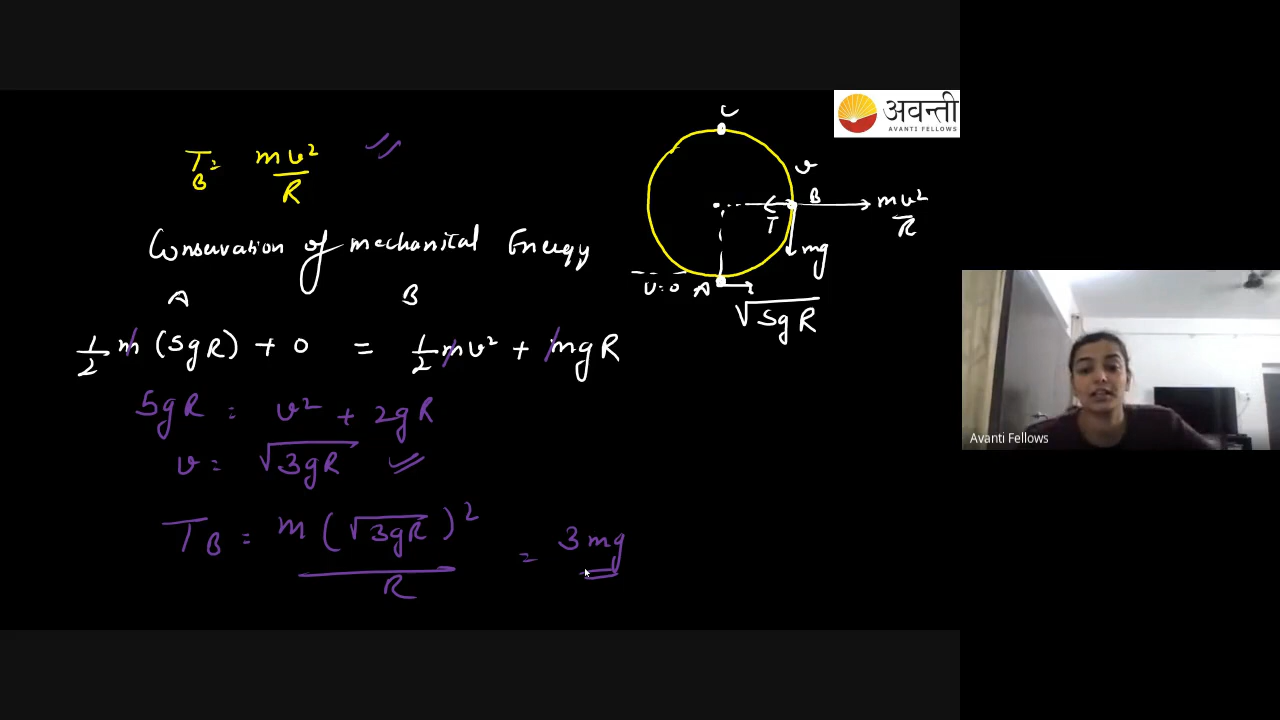 T_B = mv²/R
Conservation of mechanical Energy
A B
1/2 m (5gR) + 0 = 1/2 mv² + mgR
5gR = v² + 2gR
v = √3gR
T_B = m(√3gR)²/R = 3mg
C
v
B
T
mv²/R
mg
U=0 A
√5gR
अवन्ती
AVANTI FELLOWS
Avanti Fellows